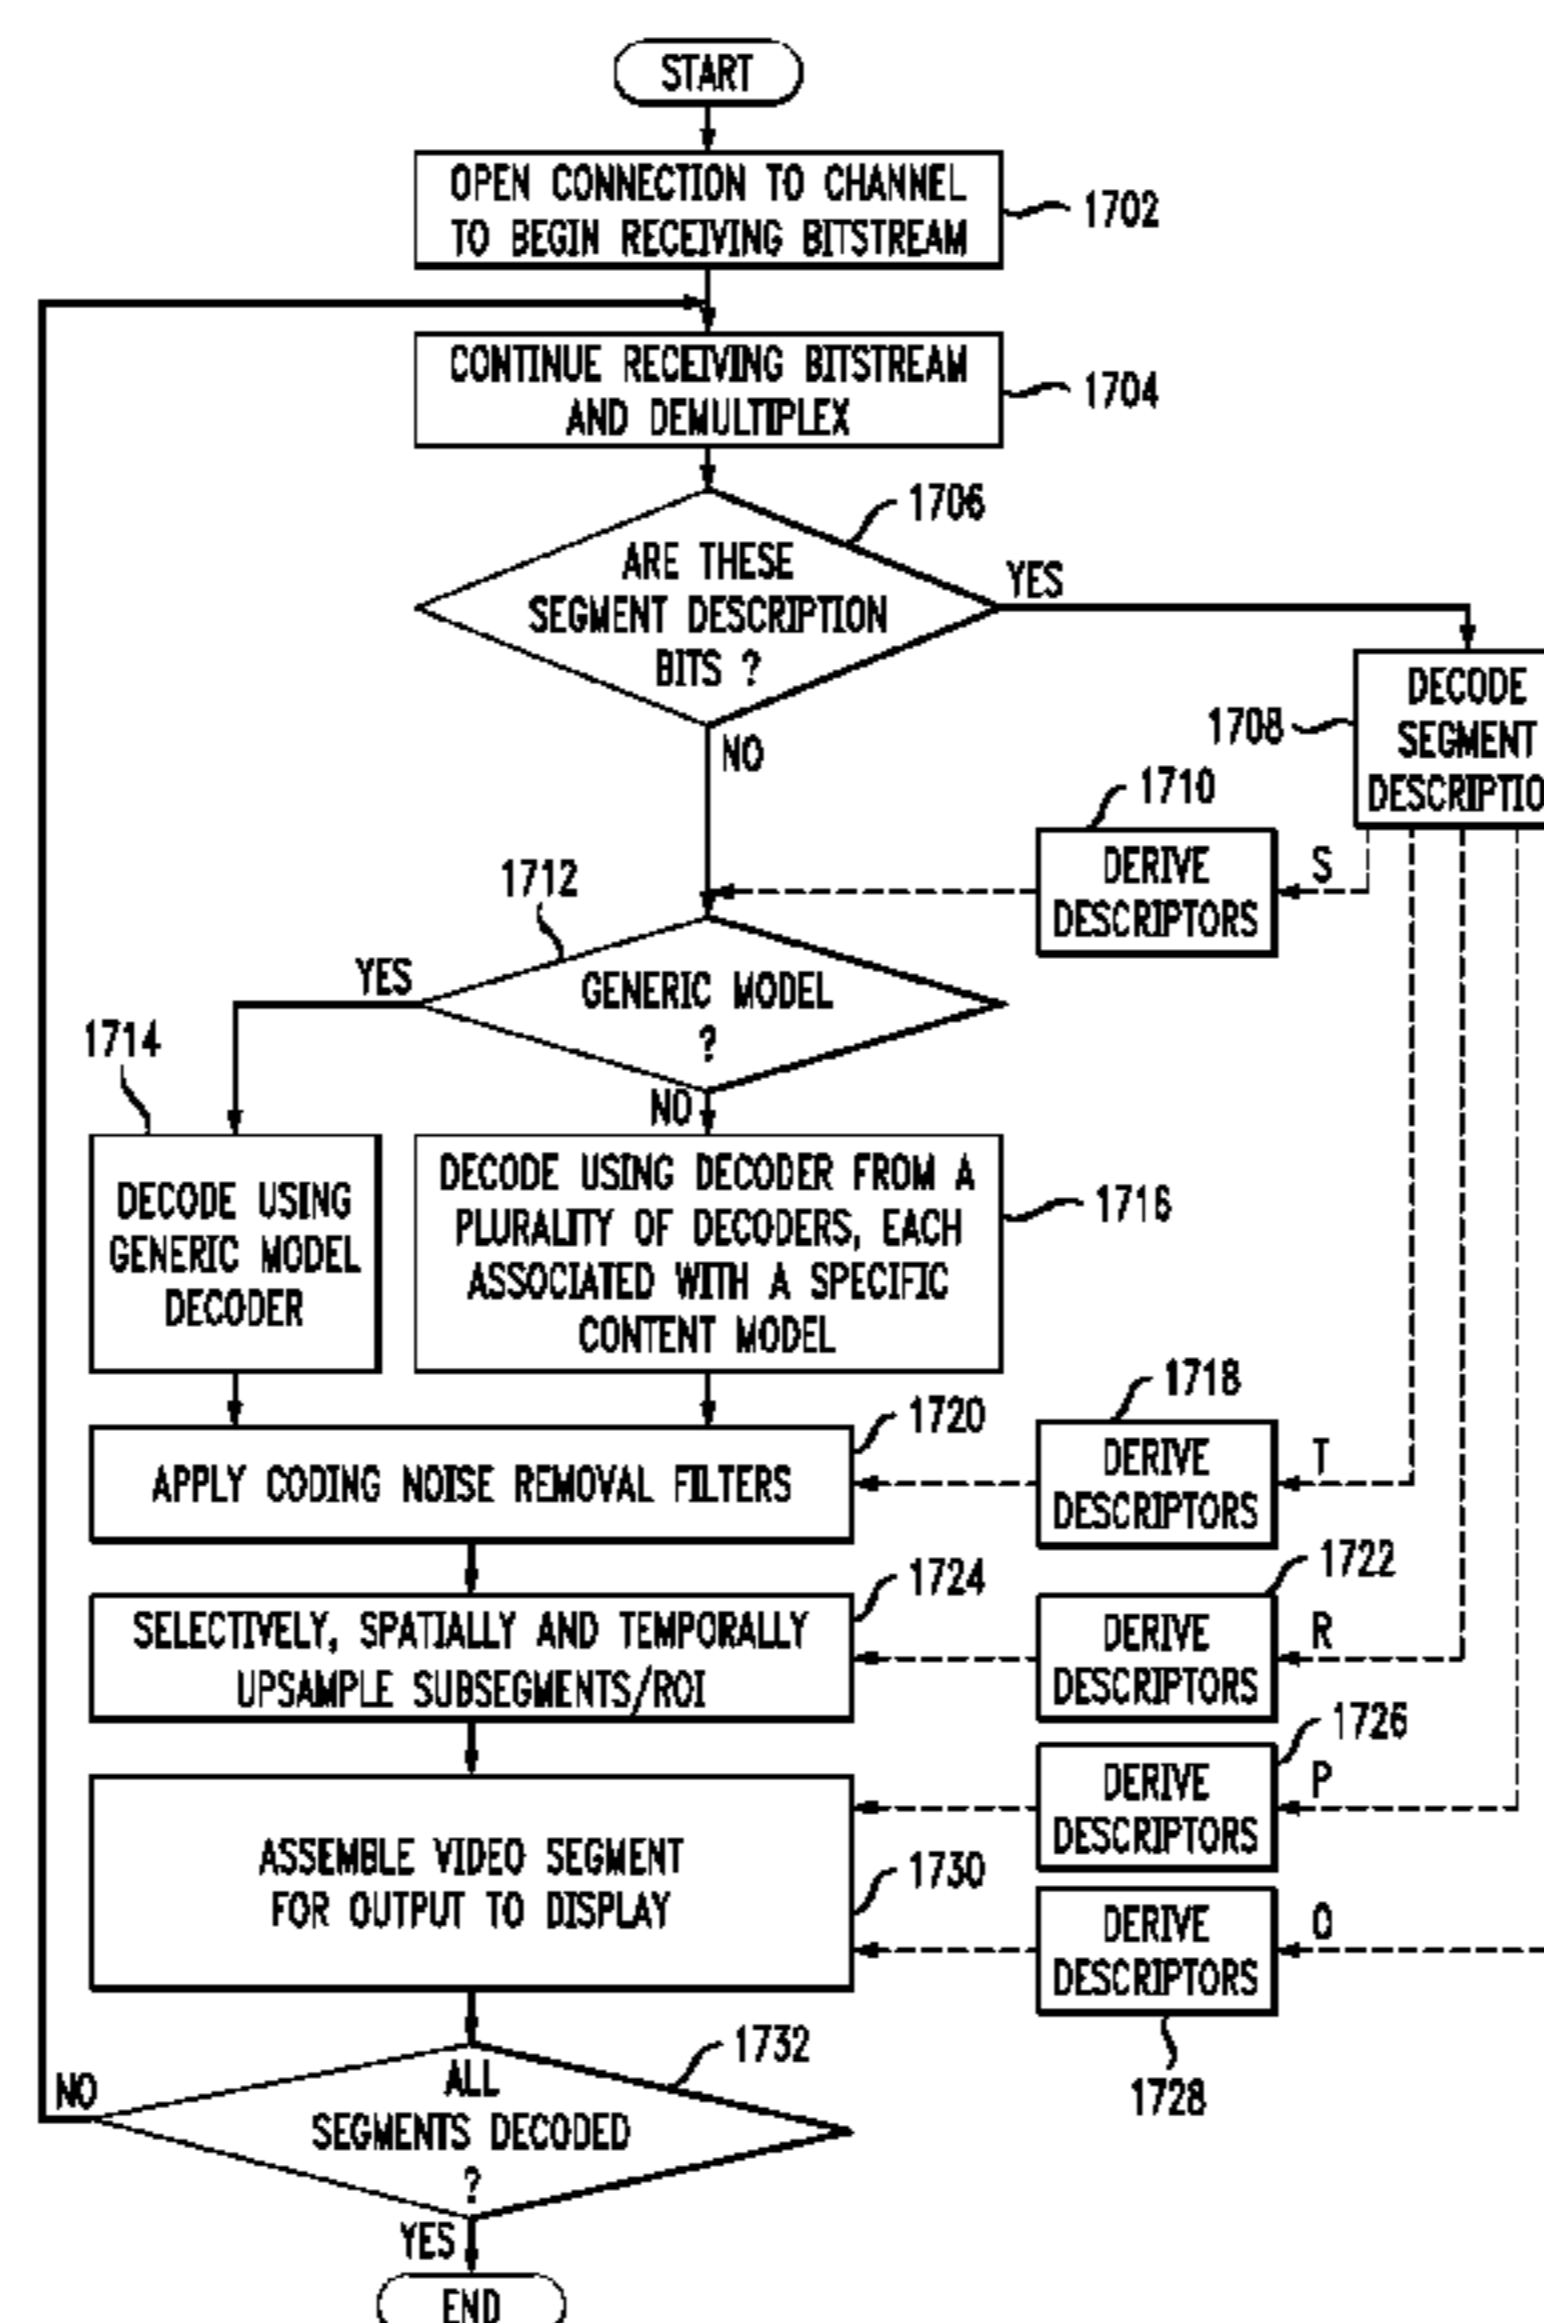 START
OPEN CONNECTION TO CHANNEL
TO BEGIN RECEIVING BITSTREAM
1702
CONTINUE RECEIVING BITSTREAM
AND DEMULTIPLEX
1704
1706
ARE THESE
SEGMENT DESCRIPTION
BITS ?
YES
NO
DECODE
SEGMENT
DESCRIPTIO
1708
1710
DERIVE
DESCRIPTORS
S
1712
GENERIC MODEL
?
YES
NO
1714
DECODE USING
GENERIC MODEL
DECODER
DECODE USING DECODER FROM A
PLURALITY OF DECODERS, EACH
ASSOCIATED WITH A SPECIFIC
CONTENT MODEL
1716
1718
DERIVE
DESCRIPTORS
T
1720
APPLY CODING NOISE REMOVAL FILTERS
1722
DERIVE
DESCRIPTORS
R
1724
SELECTIVELY, SPATIALLY AND TEMPORALLY
UPSAMPLE SUBSEGMENTS/ROI
1726
DERIVE
DESCRIPTORS
P
ASSEMBLE VIDEO SEGMENT
FOR OUTPUT TO DISPLAY
1730
DERIVE
DESCRIPTORS
O
1728
1732
ALL
SEGMENTS DECODED
?
NO
YES
END